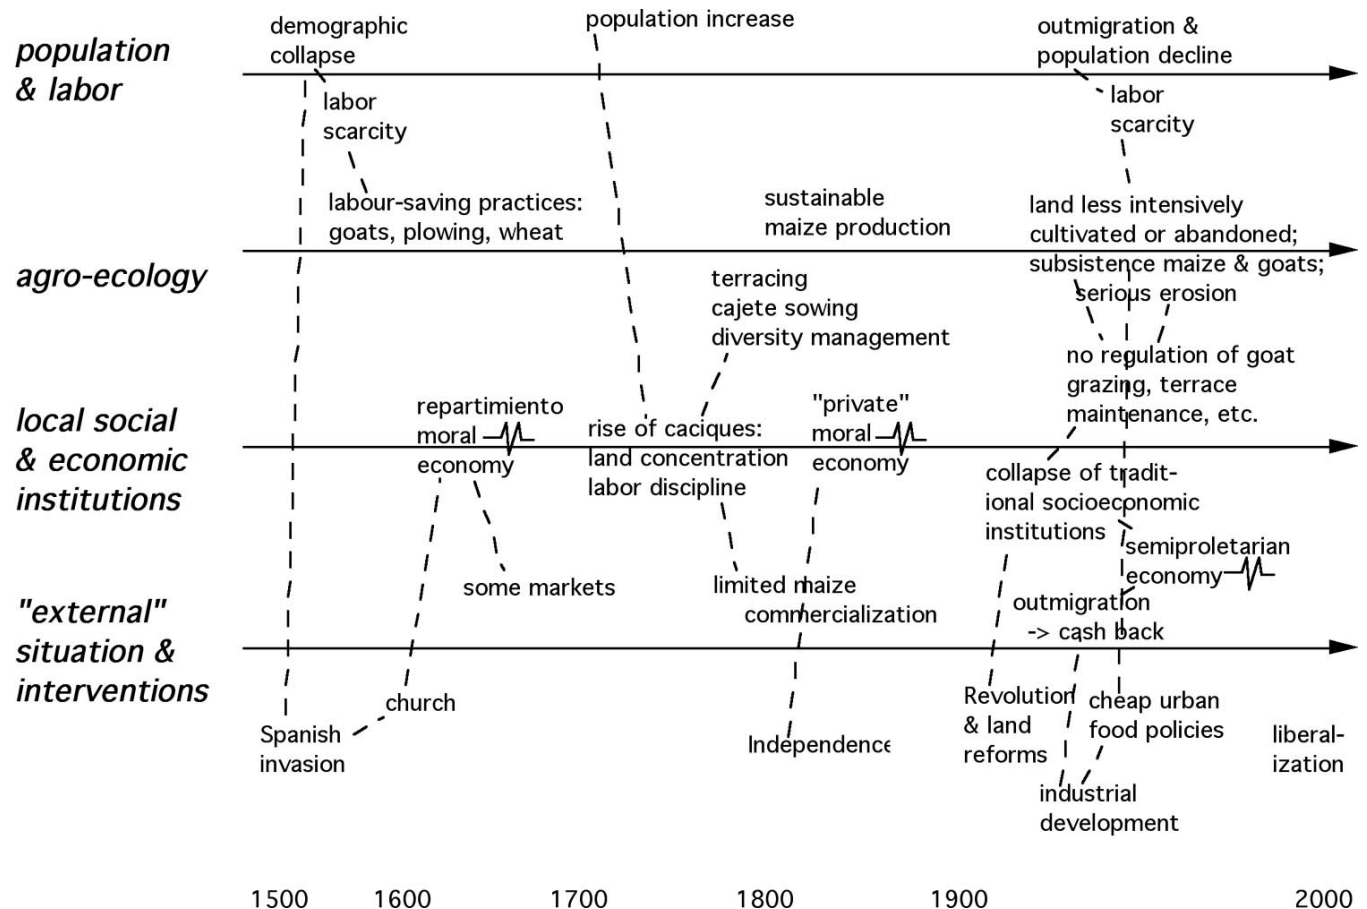 population
& labor
demographic
collapse
labor
scarcity
population increase
outmigration &
population decline
labor
scarcity
agro-ecology
labour-saving practices:
goats, plowing, wheat
sustainable
maize production
terracing
cajete sowing
diversity management
land less intensively
cultivated or abandoned;
subsistence maize & goats;
serious erosion
no regulation of goat
grazing, terrace
maintenance, etc.
local social
& economic
institutions
repartimiento
moral
economy
rise of caciques:
land concentration
labor discipline
"private"
moral
economy
collapse of tradit-
ional socioeconomic
institutions
semiproletarian
economy
some markets
limited maize
commercialization
outmigration
-> cash back
"external"
situation &
interventions
Spanish
invasion
church
Independence
Revolution
& land
reforms
cheap urban
food policies
industrial
development
liberal-
ization
1500 1600 1700 1800 1900 2000